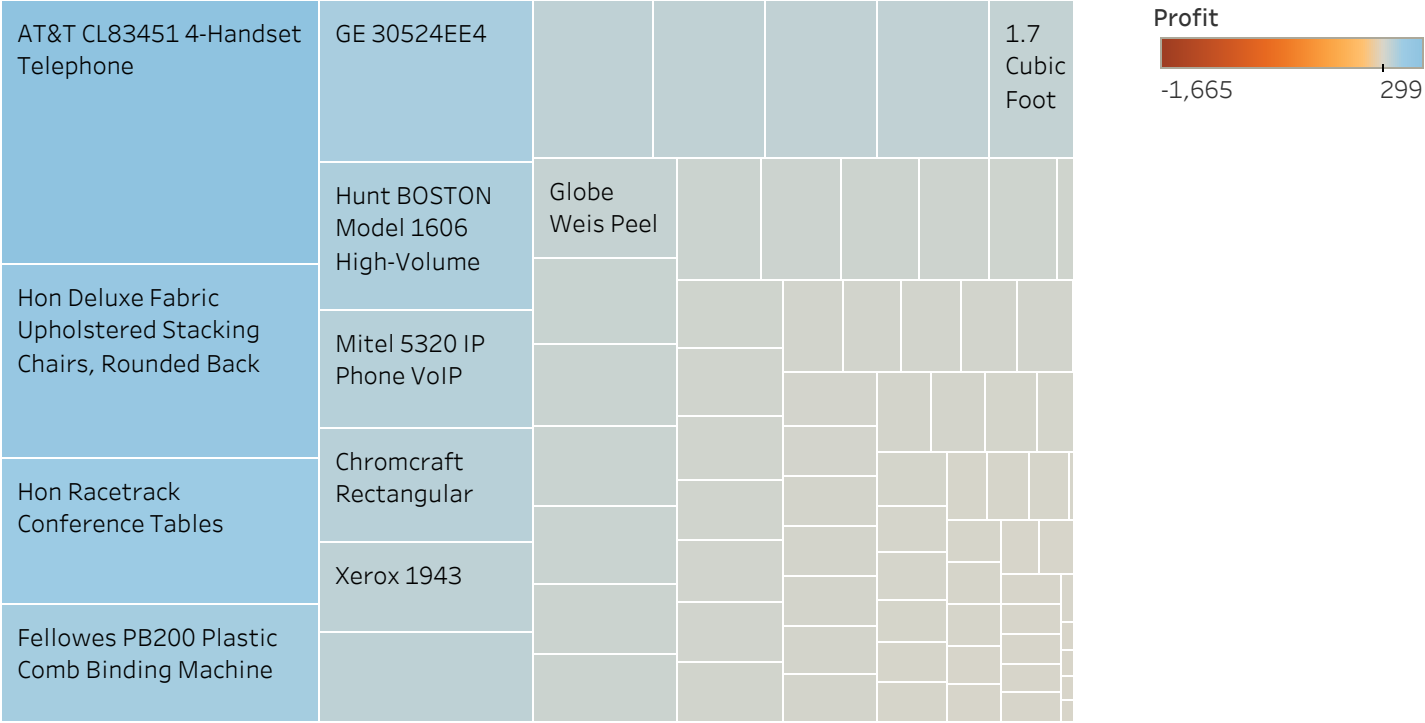 AT&T CL83451 4-Handset
Telephone
GE 30524EE4
1.7
Cubic
Foot
Profit
-1,665
299
Hunt BOSTON
Model 1606
High-Volume
Globe
Weis Peel
Hon Deluxe Fabric
Upholstered Stacking
Chairs, Rounded Back
Mitel 5320 IP
Phone VoIP
Chromcraft
Rectangular
Hon Racetrack
Conference Tables
Xerox 1943
Fellowes PB200 Plastic
Comb Binding Machine